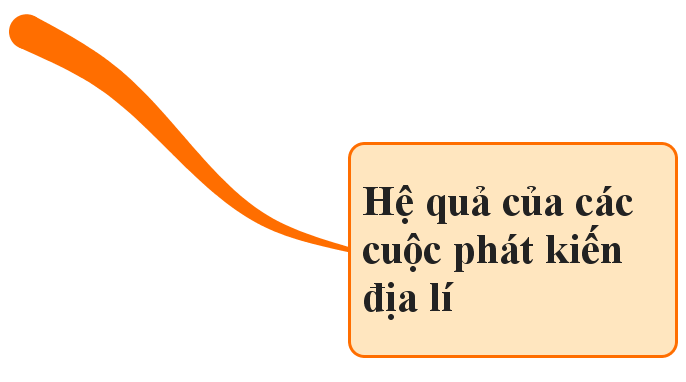 Hệ quả của các
cuộc phát kiến
địa lí